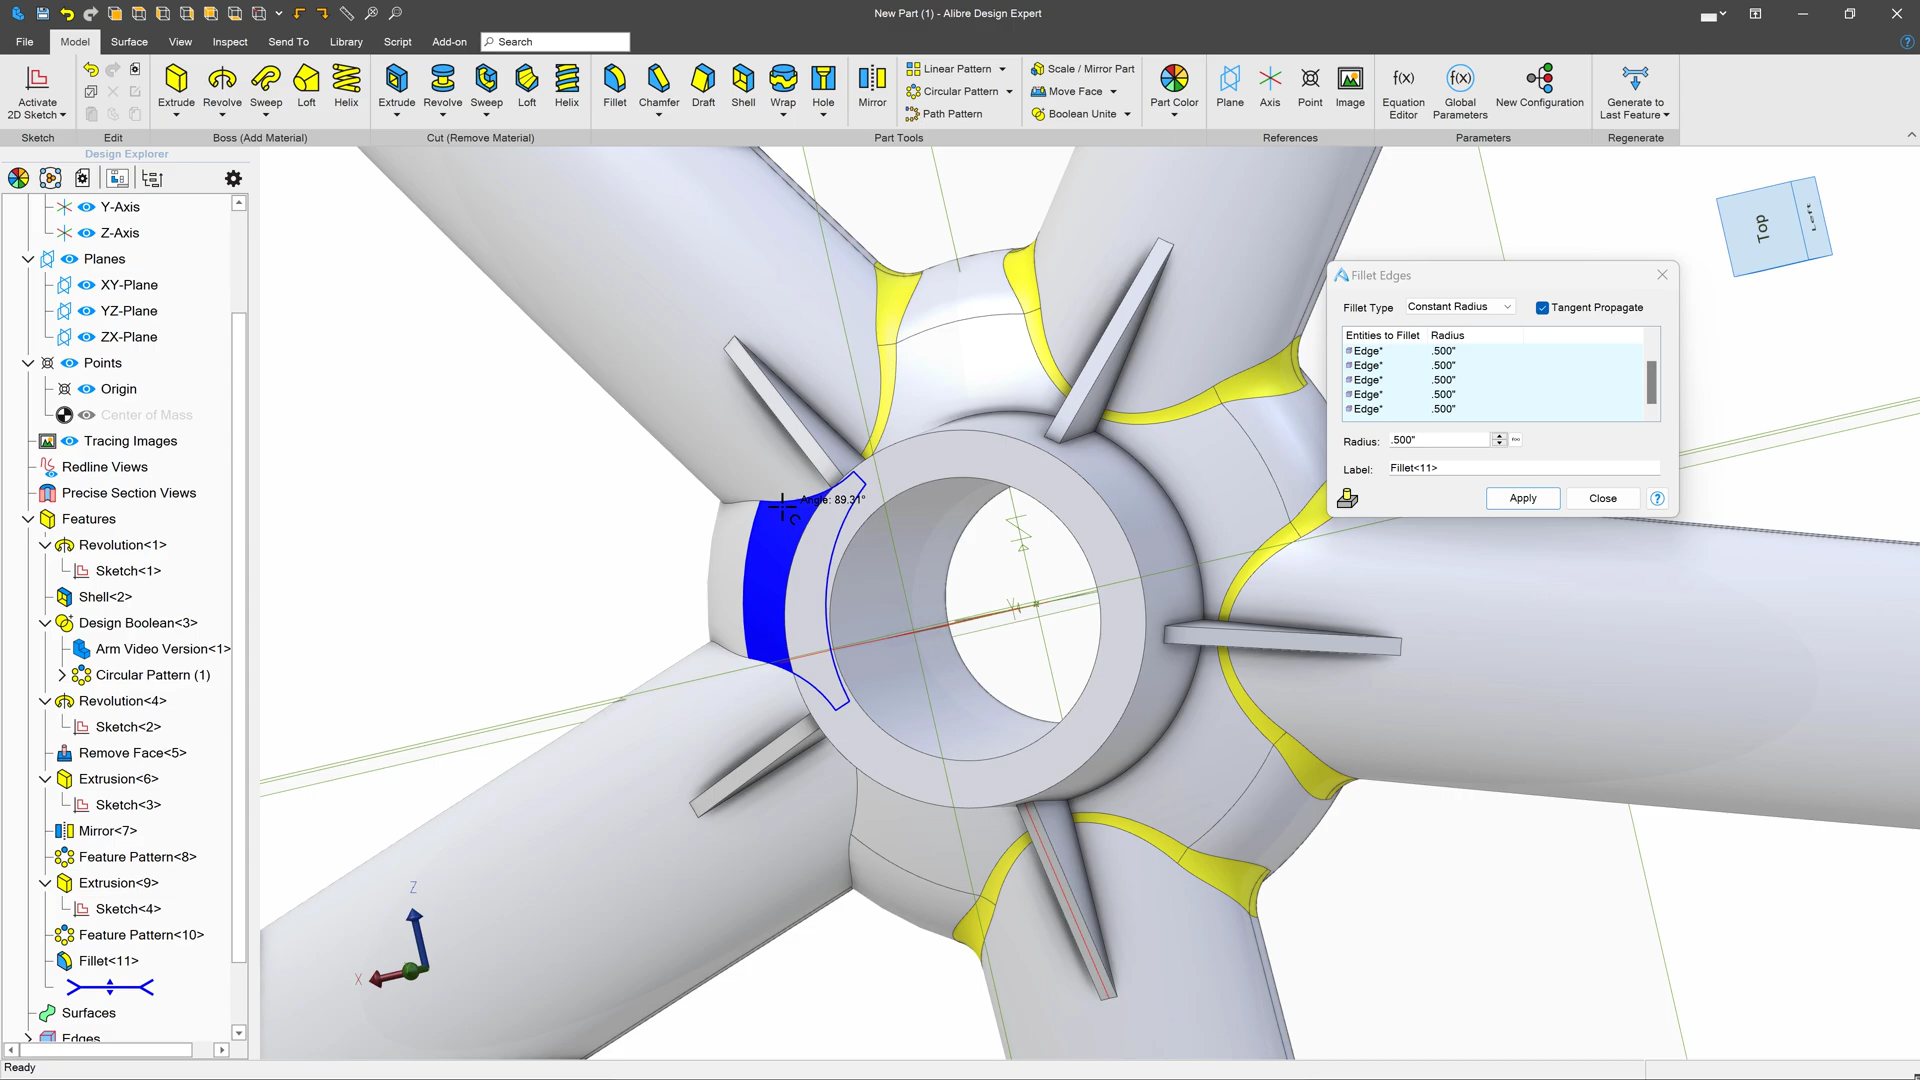 New Part (1) - Alibre Design Expert
File Model Surface View Inspect Send To Library Script Add-on Search
Activate
2D Sketch
Sketch
Edit
Extrude Revolve Sweep Loft Helix
Boss (Add Material)
Extrude Revolve Sweep Loft Helix
Cut (Remove Material)
Fillet Chamfer Draft Shell Wrap Hole Mirror
Linear Pattern
Circular Pattern
Path Pattern
Scale / Mirror Part
Move Face
Boolean Unite
Part Tools
Part Color
Plane Axis Point Image
References
f(x)
Equation
Editor
f(x)
Global
Parameters
New Configuration
Parameters
Generate to
Last Feature
Regenerate
Design Explorer
Y-Axis
Z-Axis
Planes
XY-Plane
YZ-Plane
ZX-Plane
Points
Origin
Center of Mass
Tracing Images
Redline Views
Precise Section Views
Features
Revolution<1>
Sketch<1>
Shell<2>
Design Boolean<3>
Arm Video Version<1>
Circular Pattern (1)
Revolution<4>
Sketch<2>
Remove Face<5>
Extrusion<6>
Sketch<3>
Mirror<7>
Feature Pattern<8>
Extrusion<9>
Sketch<4>
Feature Pattern<10>
Fillet<11>
Surfaces
Edges
Ready
Angle: 89.31°
Z
X
Top
Left
Fillet Edges
Fillet Type Constant Radius Tangent Propagate
Entities to Fillet Radius
Edge* .500"
Edge* .500"
Edge* .500"
Edge* .500"
Edge* .500"
Radius: .500"
Label: Fillet<11>
Apply Close